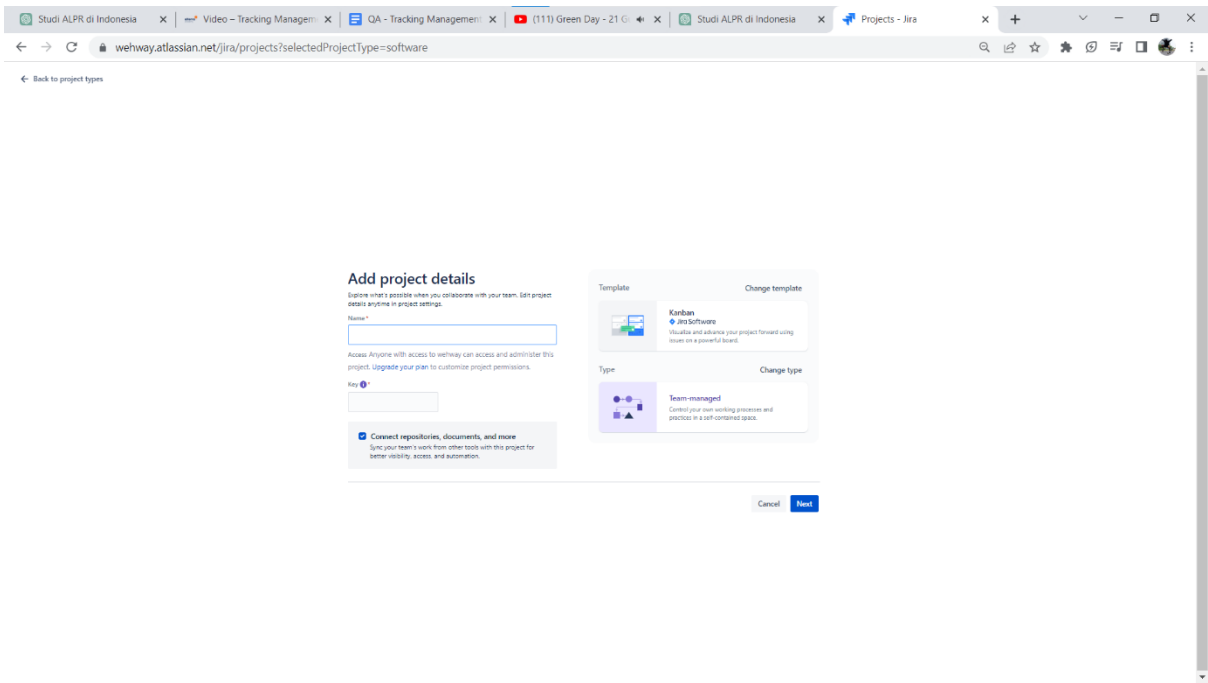 Studi ALPR di Indonesia
Video – Tracking Managem
QA - Tracking Management
(111) Green Day - 21 G
Studi ALPR di Indonesia
Projects - Jira
wehway.atlassian.net/jira/projects?selectedProjectType=software
Back to project types
Add project details
Explore what's possible when you collaborate with your team. Edit project
details anytime in project settings.
Name *
Access Anyone with access to wehway can access and administer this
project. Upgrade your plan to customize project permissions.
Key *
Connect repositories, documents, and more
Sync your team's work from other tools with this project for
better visibility, access, and automation.
Template
Change template
Kanban
Jira Software
Visualize and advance your project forward using
issues on a powerful board.
Type
Change type
Team-managed
Control your own working processes and
practices in a self-contained space.
Cancel
Next